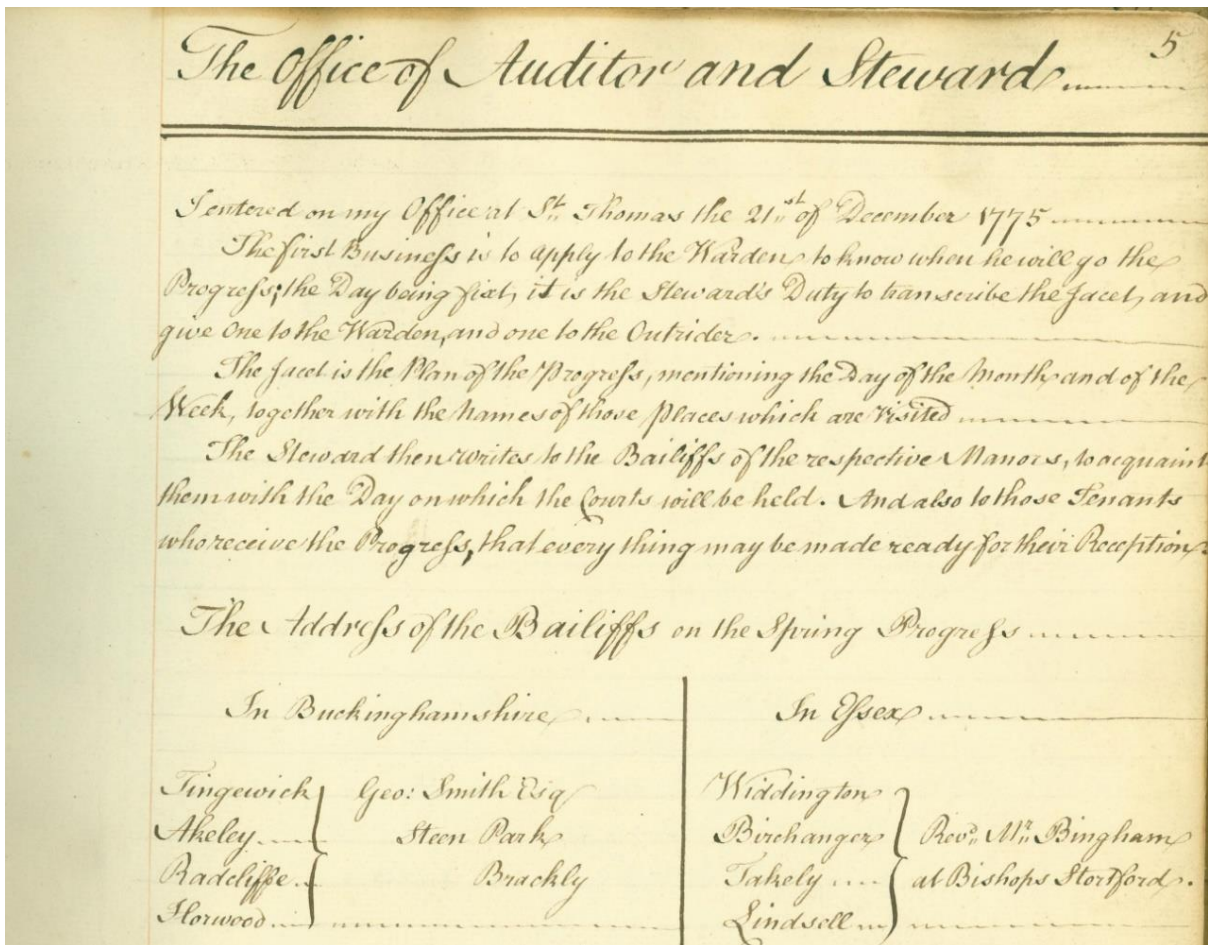 5
The Office of Auditor and Steward
I entered on my Office at St Thomas the 21st of December 1775
The first Business is to apply to the Warden to know when he will go the
Progress; the Day being fixt, it is the Steward's Duty to transcribe the Jacet, and
give One to the Warden, and one to the Outrider.
The Jacet is the Plan of the Progress, mentioning the Day of the Month and of the
Week, together with the Names of those Places which are Visited
The Steward then writes to the Bailiffs of the respective Manors, to acquaint
them with the Day on which the Courts will be held. And also to those Tenants
who receive the Progress, that every thing may be made ready for their Reception
The Address of the Bailiffs on the Spring Progress
In Buckinghamshire
Tingewick
Akeley
Radcliffe
Horwood
Geo: Smith Esq
Steen Park
Brackly
In Essex
Widdington
Birchanger
Takely
Lindsell
Revd. Mr. Bingham
at Bishops Stortford.